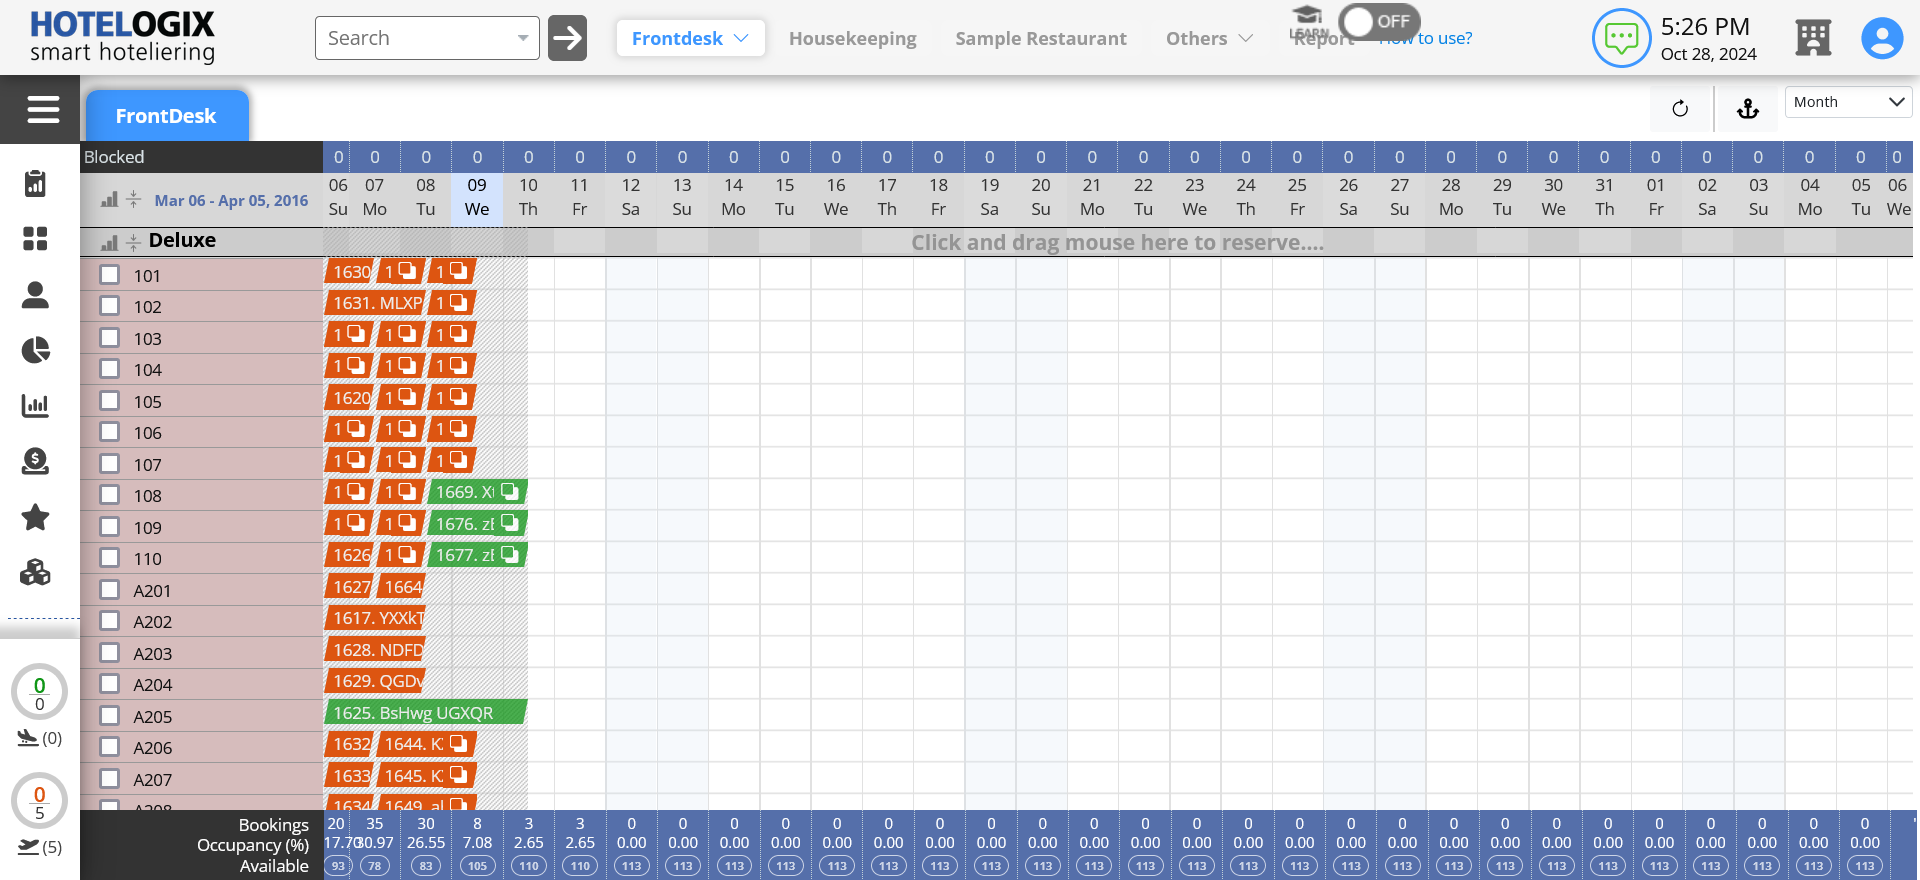 HOTELOGIX
smart hoteliering
Search
Frontdesk
Housekeeping
Sample Restaurant
Others
Report
LEARN
OFF
How to use?
5:26 PM
Oct 28, 2024
FrontDesk
Month
Blocked 0 0 0 0 0 0 0 0 0 0 0 0 0 0 0 0 0 0 0 0 0 0 0 0 0 0 0 0 0 0 0 0
Mar 06 - Apr 05, 2016
06 07 08 09 10 11 12 13 14 15 16 17 18 19 20 21 22 23 24 25 26 27 28 29 30 31 01 02 03 04 05 06
Su Mo Tu We Th Fr Sa Su Mo Tu We Th Fr Sa Su Mo Tu We Th Fr Sa Su Mo Tu We Th Fr Sa Su Mo Tu We
Deluxe
Click and drag mouse here to reserve....
101 1630 1 1
102 1631. MLXP 1
103 1 1 1
104 1 1 1
105 1620 1 1
106 1 1 1
107 1 1 1
108 1 1 1669. X
109 1 1 1676. z
110 1626 1 1677. z
A201 1627 1664
A202 1617. YXXkT
A203 1628. NDFD
A204 1629. QGDv
A205 1625. BsHwg UGXQR
A206 1632 1644. K
A207 1633 1645. K
A208 1634 1649. al
0
0
(0)
0
5
(5)
Bookings 20 35 30 8 3 3 0 0 0 0 0 0 0 0 0 0 0 0 0 0 0 0 0 0 0 0 0 0 0 0 0
Occupancy (%) 17.70 30.97 26.55 7.08 2.65 2.65 0.00 0.00 0.00 0.00 0.00 0.00 0.00 0.00 0.00 0.00 0.00 0.00 0.00 0.00 0.00 0.00 0.00 0.00 0.00 0.00 0.00 0.00 0.00 0.00 0.00
Available 93 78 83 105 110 110 113 113 113 113 113 113 113 113 113 113 113 113 113 113 113 113 113 113 113 113 113 113 113 113 113